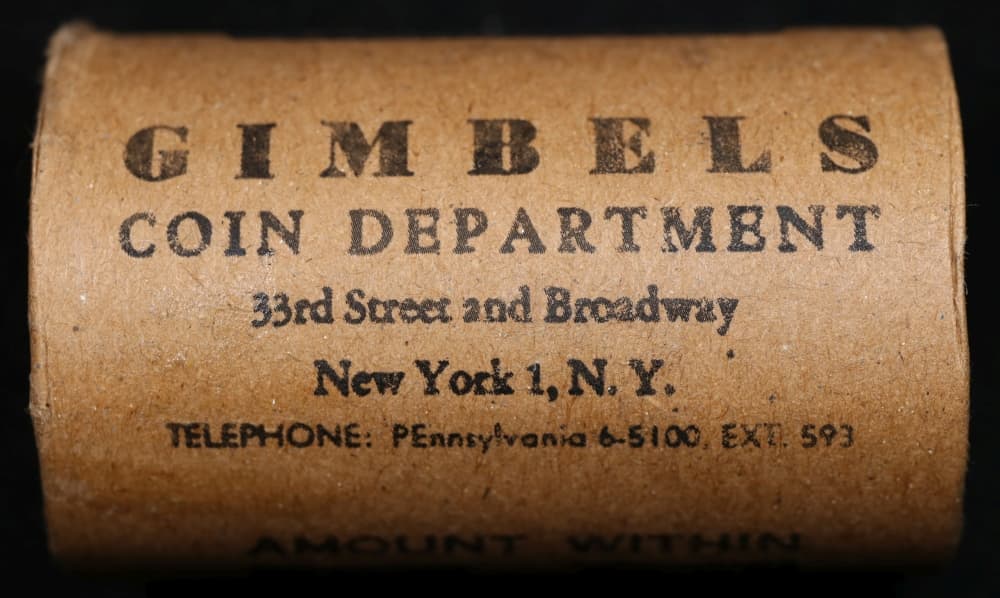 GIMBELS
COIN DEPARTMENT
33rd Street and Broadway
New York 1, N. Y.
TELEPHONE: PEnnsylvania 6-5100, EXT. 593
AMOUNT WITHIN